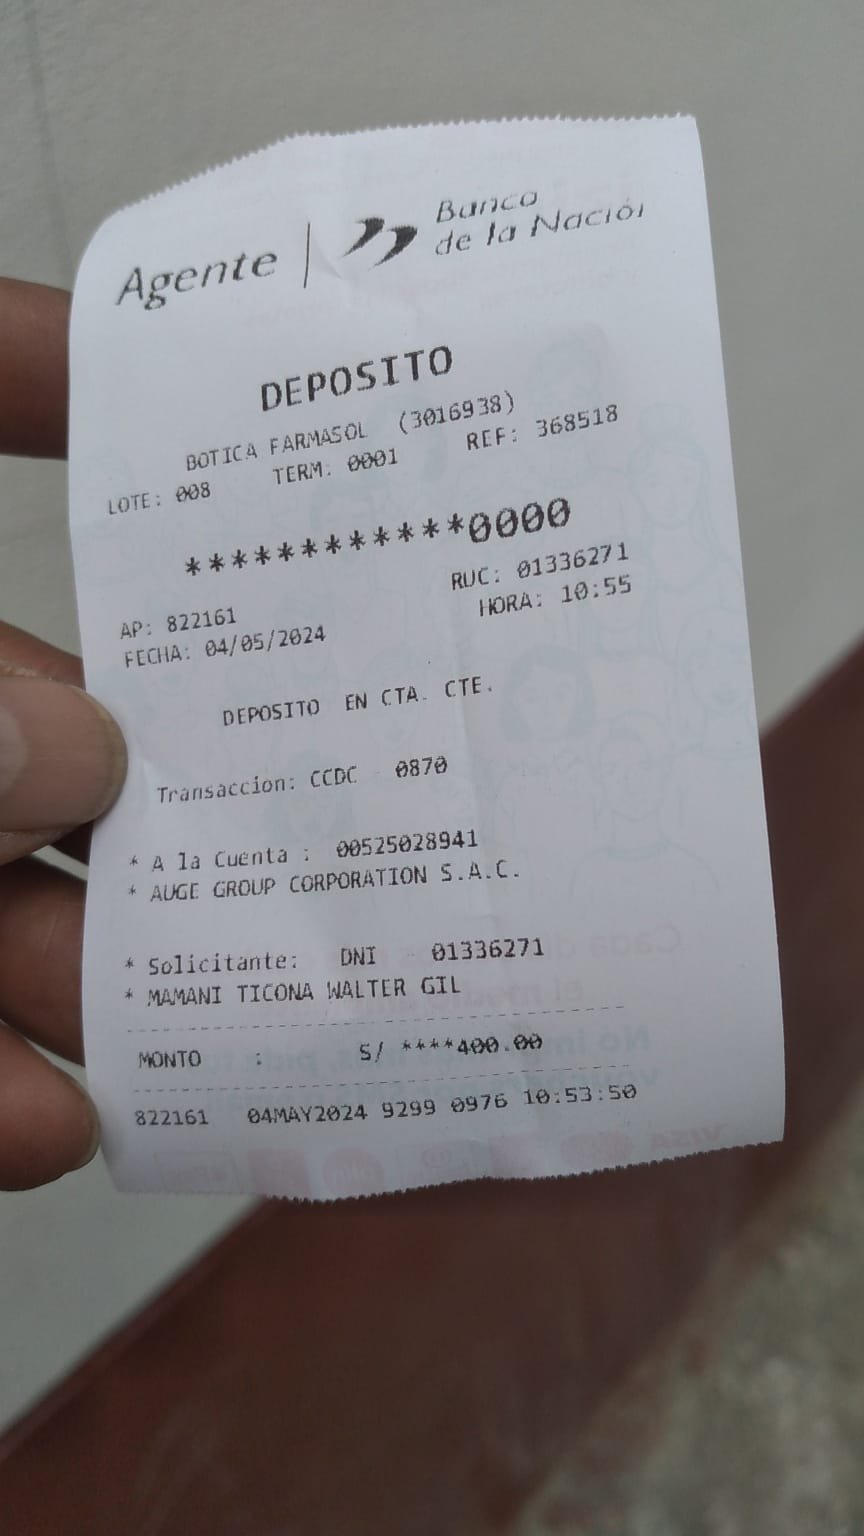 Agente | Banco
de la Nación
DEPOSITO
BOTICA FARMASOL (3016938)
LOTE: 008 TERM: 0001 REF: 368518
************0000
AP: 822161 RUC: 01336271
FECHA: 04/05/2024 HORA: 10:55
DEPOSITO EN CTA. CTE.
Transaccion: CCDC 0870
* A la Cuenta : 00525028941
* AUGE GROUP CORPORATION S.A.C.
* Solicitante: DNI 01336271
* MAMANI TICONA WALTER GIL
MONTO : S/ ****400.00
822161 04MAY2024 9299 0976 10:53:50